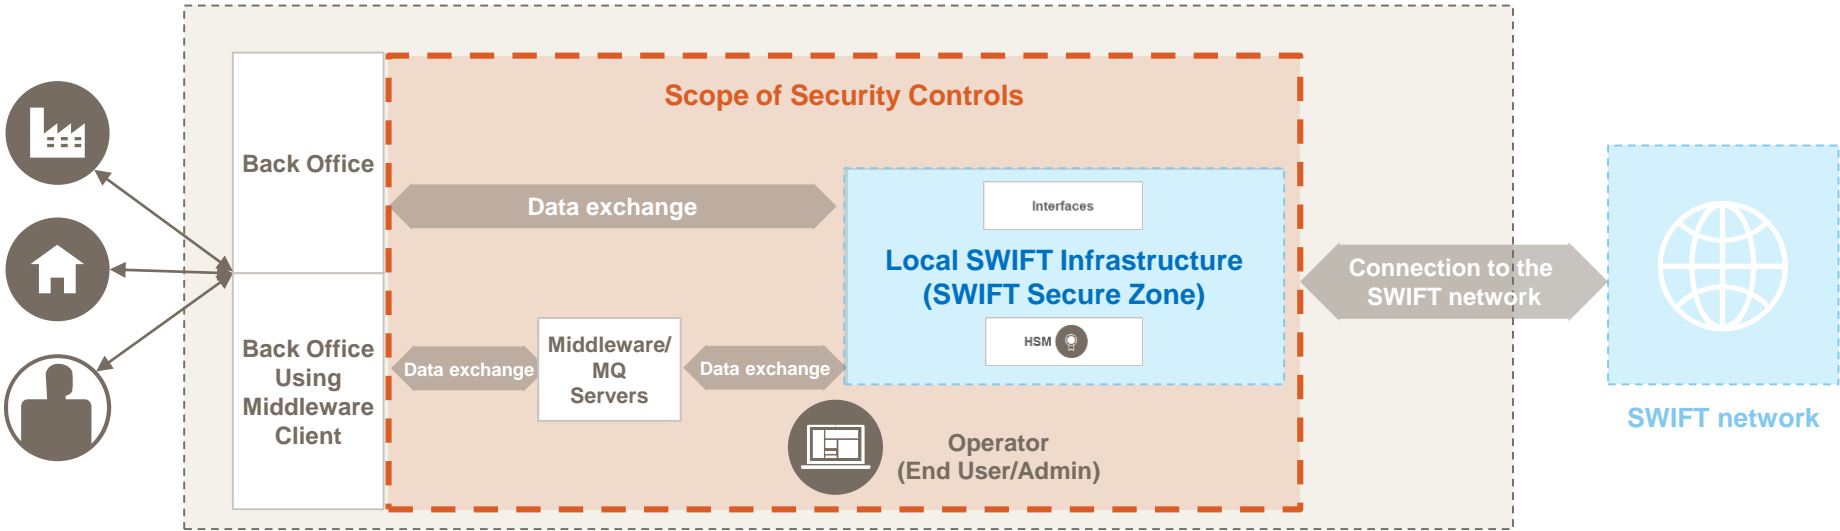 Scope of Security Controls
Back Office
Data exchange
Interfaces
Local SWIFT Infrastructure
(SWIFT Secure Zone)
HSM
Connection to the
SWIFT network
Back Office
Using
Middleware
Client
Data exchange
Middleware/
MQ
Servers
Data exchange
Operator
(End User/Admin)
SWIFT network